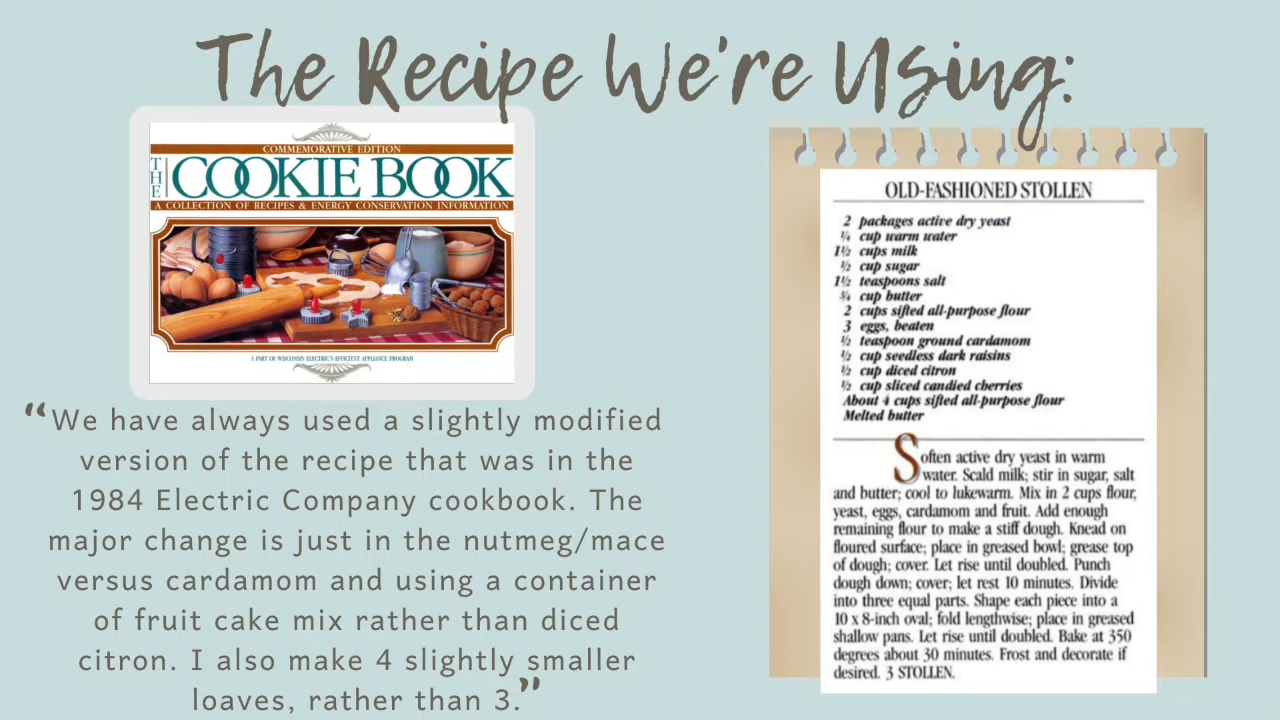 The Recipe We're Using:
COMMEMORATIVE EDITION
THE COOKIE BOOK
A COLLECTION OF RECIPES & ENERGY CONSERVATION INFORMATION
A PART OF WISCONSIN ELECTRIC'S EFFICIENT APPLIANCE PROGRAM
“We have always used a slightly modified
version of the recipe that was in the
1984 Electric Company cookbook. The
major change is just in the nutmeg/mace
versus cardamom and using a container
of fruit cake mix rather than diced
citron. I also make 4 slightly smaller
loaves, rather than 3.”
OLD-FASHIONED STOLLEN
2 packages active dry yeast
¼ cup warm water
1½ cups milk
½ cup sugar
1½ teaspoons salt
¾ cup butter
2 cups sifted all-purpose flour
3 eggs, beaten
½ teaspoon ground cardamom
½ cup seedless dark raisins
½ cup diced citron
½ cup sliced candied cherries
About 4 cups sifted all-purpose flour
Melted butter
Soften active dry yeast in warm
water. Scald milk; stir in sugar, salt
and butter; cool to lukewarm. Mix in 2 cups flour,
yeast, eggs, cardamom and fruit. Add enough
remaining flour to make a stiff dough. Knead on
floured surface; place in greased bowl; grease top
of dough; cover. Let rise until doubled. Punch
dough down; cover; let rest 10 minutes. Divide
into three equal parts. Shape each piece into a
10 x 8-inch oval; fold lengthwise; place in greased
shallow pans. Let rise until doubled. Bake at 350
degrees about 30 minutes. Frost and decorate if
desired. 3 STOLLEN.